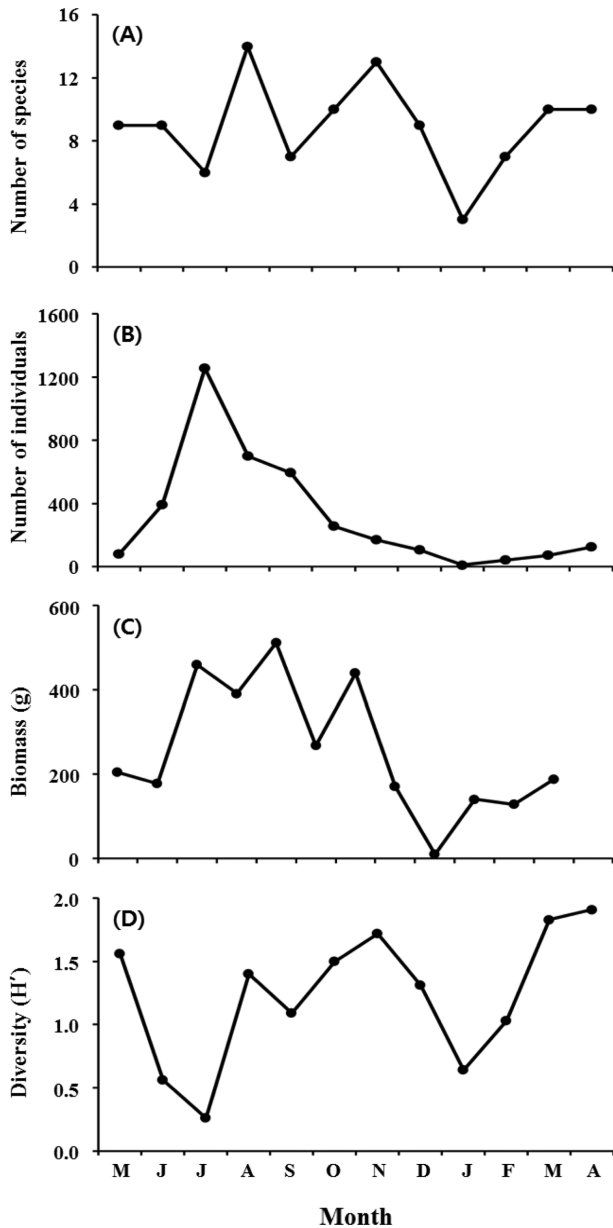 (A)
Number of species
16
12
8
4
0
(B)
Number of individuals
1600
1200
800
400
0
(C)
Biomass (g)
600
400
200
0
(D)
Diversity (H′)
2.0
1.5
1.0
0.5
0.0
M J J A S O N D J F M A
Month